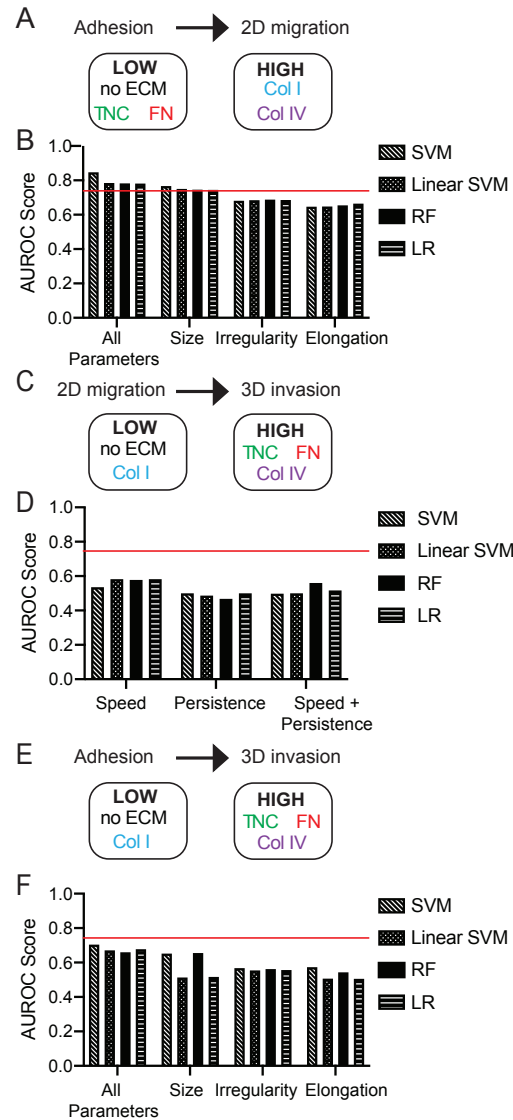 A
Adhesion 2D migration
LOW HIGH
no ECM Col I
TNC FN Col IV
B
1.0
0.8
0.6
0.4
0.2
0.0
AUROC Score
All Parameters Size Irregularity Elongation
SVM
Linear SVM
RF
LR
C
2D migration 3D invasion
LOW HIGH
no ECM TNC FN
Col I Col IV
D
1.0
0.8
0.6
0.4
0.2
0.0
AUROC Score
Speed Persistence Speed + Persistence
SVM
Linear SVM
RF
LR
E
Adhesion 3D invasion
LOW HIGH
no ECM TNC FN
Col I Col IV
F
1.0
0.8
0.6
0.4
0.2
0.0
AUROC Score
All Parameters Size Irregularity Elongation
SVM
Linear SVM
RF
LR